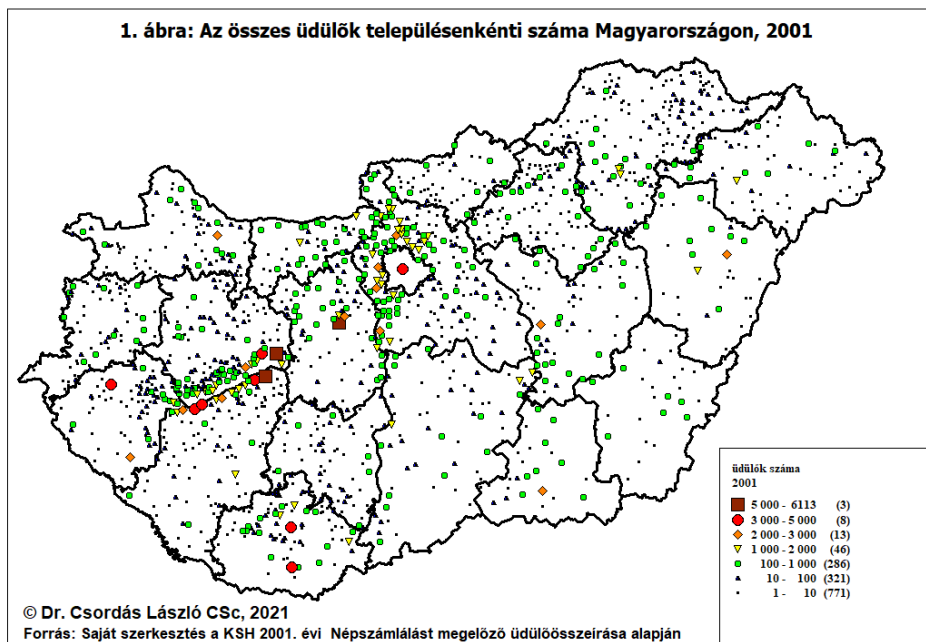 1. ábra: Az összes üdülők településenkénti száma Magyarországon, 2001
üdülők száma
2001
5 000 - 6113 (3)
3 000 - 5 000 (8)
2 000 - 3 000 (13)
1 000 - 2 000 (46)
100 - 1 000 (286)
10 - 100 (321)
1 - 10 (771)
© Dr. Csordás László CSc, 2021
Forrás: Saját szerkesztés a KSH 2001. évi Népszámlálást megelőző üdülőösszeírása alapján